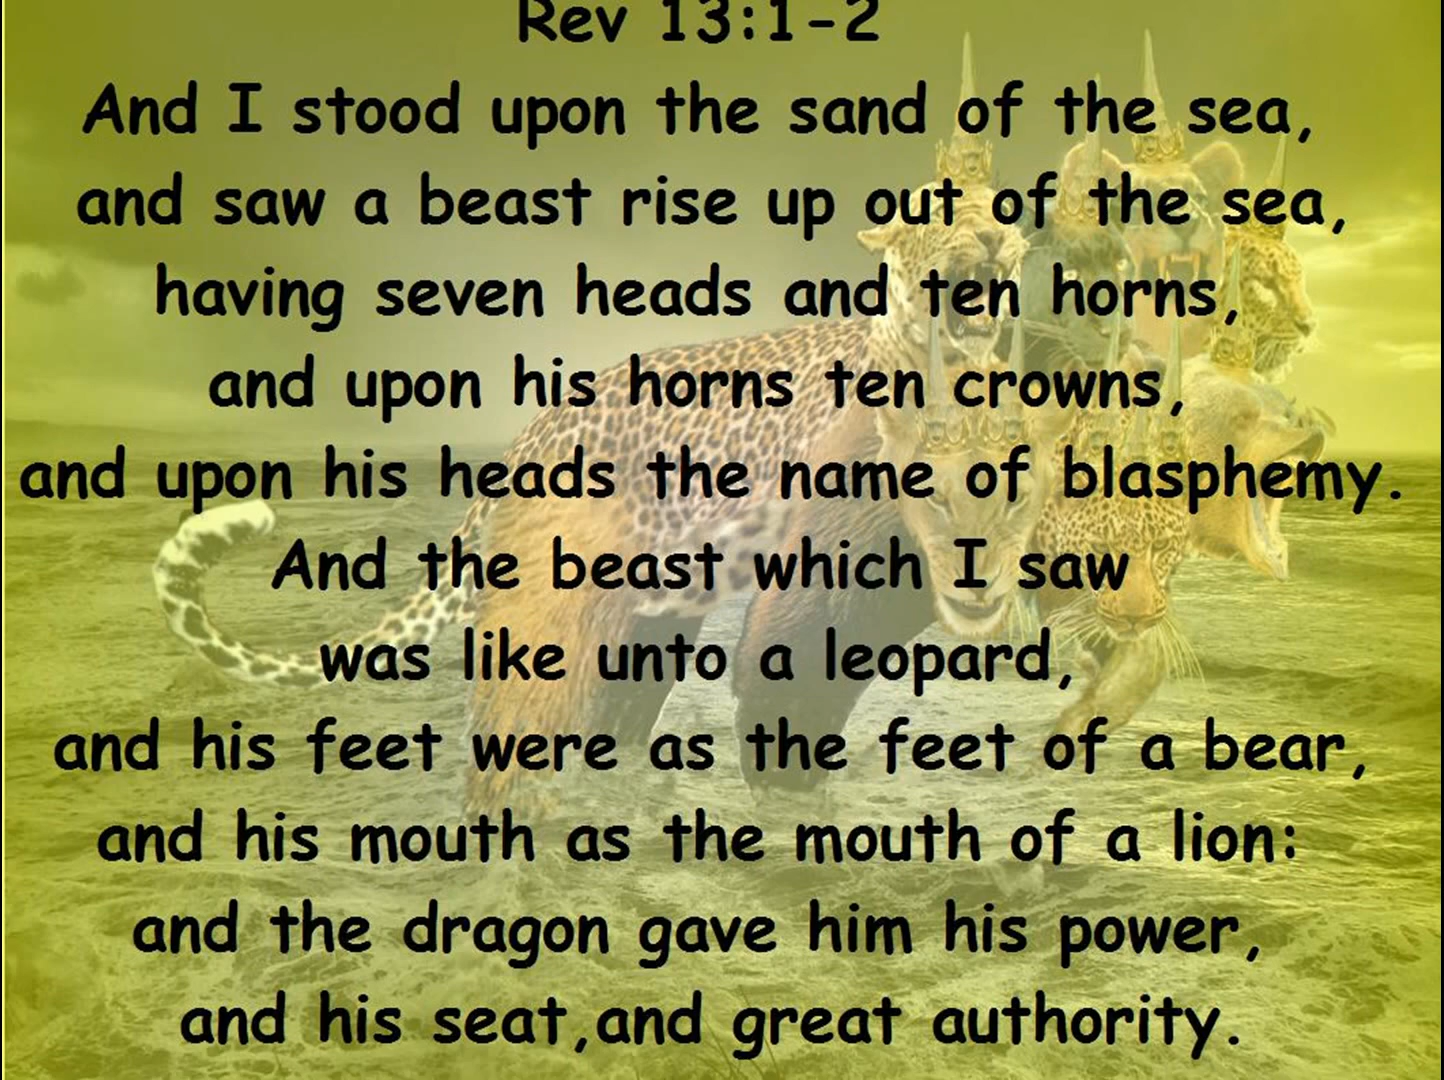 Rev 13:1-2
And I stood upon the sand of the sea,
and saw a beast rise up out of the sea,
having seven heads and ten horns,
and upon his horns ten crowns,
and upon his heads the name of blasphemy.
And the beast which I saw
was like unto a leopard,
and his feet were as the feet of a bear,
and his mouth as the mouth of a lion:
and the dragon gave him his power,
and his seat,and great authority.